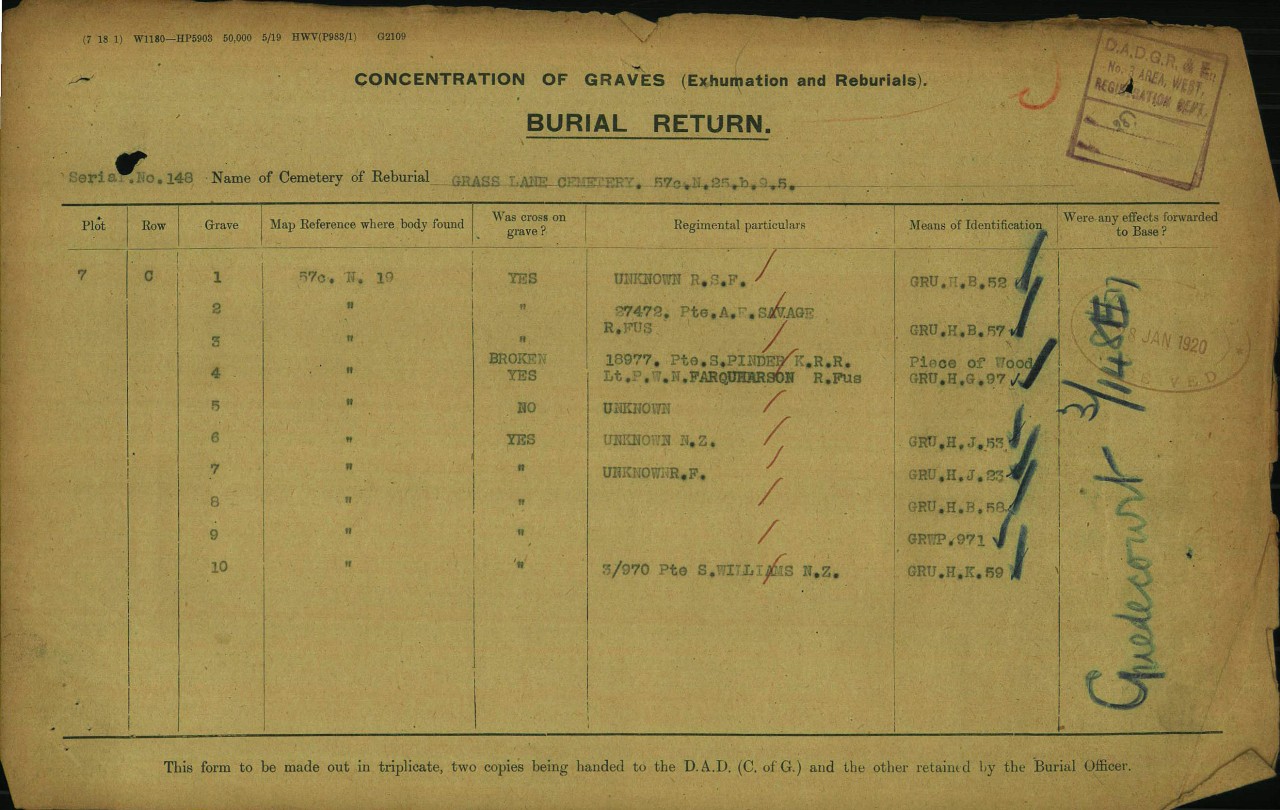 (7 18 1) W1180—HP5903 50,000 5/19 HWV(P983/1) G2109
CONCENTRATION OF GRAVES (Exhumation and Reburials).
BURIAL RETURN.
D.A.D.G.R. & E.
AREA, WEST.
REGISTRATION DEPT.
Serial.No.148 Name of Cemetery of Reburial GRASS LANE CEMETERY. 57c.N.25.b.9.5.
Plot Row Grave Map Reference where body found Was cross on grave? Regimental particulars Means of Identification Were any effects forwarded to Base?
7 C 1 57c. N. 19 YES UNKNOWN R.S.F. GRU.H.B.52
2 " " 27472. Pte.A.F.SAVAGE
R.FUS GRU.H.B.57
3 " "
BROKEN 18977. Pte.S.PINDER K.R.R. Piece of Wood
4 " YES Lt.P.W.N.FARQUHARSON R.Fus GRU.H.G.97
5 " NO UNKNOWN
6 " YES UNKNOWN N.Z. GRU.H.J.53
7 " " UNKNOWNR.F. GRU.H.J.23
8 " " GRU.H.B.58
9 " " GRWP.971
10 " " 3/970 Pte S.WILLIAMS N.Z. GRU.H.K.59
8 JAN 1920
Guedecourt
This form to be made out in triplicate, two copies being handed to the D.A.D. (C. of G.) and the other retained by the Burial Officer.